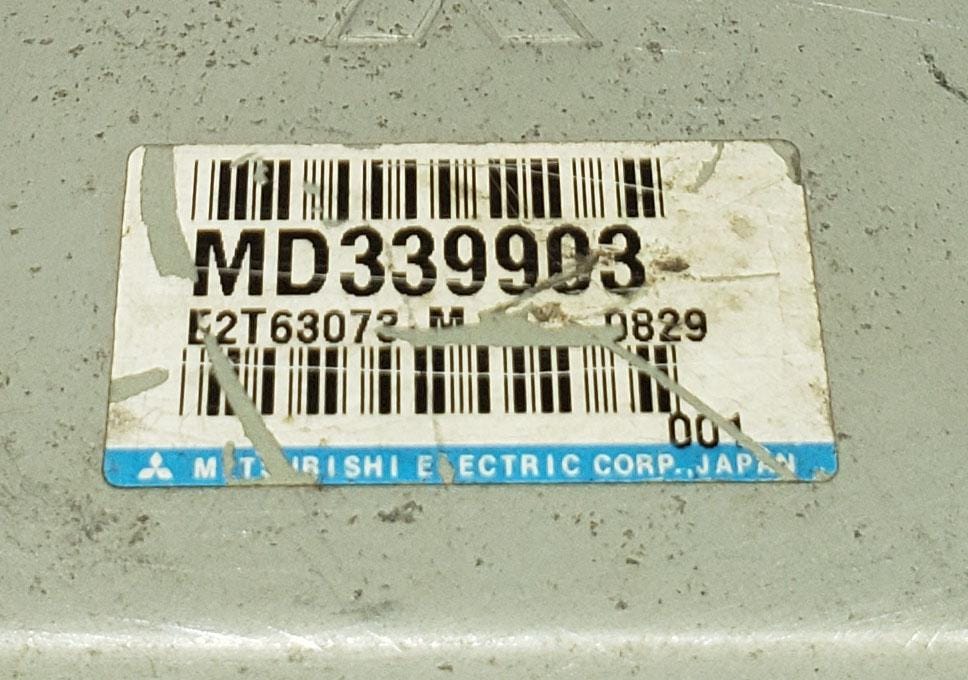 MD339903
E2T63073 M 0829
001
MITSUBISHI ELECTRIC CORP., JAPAN